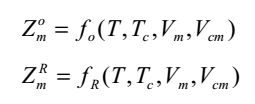 Z_m^o = f_o(T, T_c, V_m, V_cm)
Z_m^R = f_R(T, T_c, V_m, V_cm)